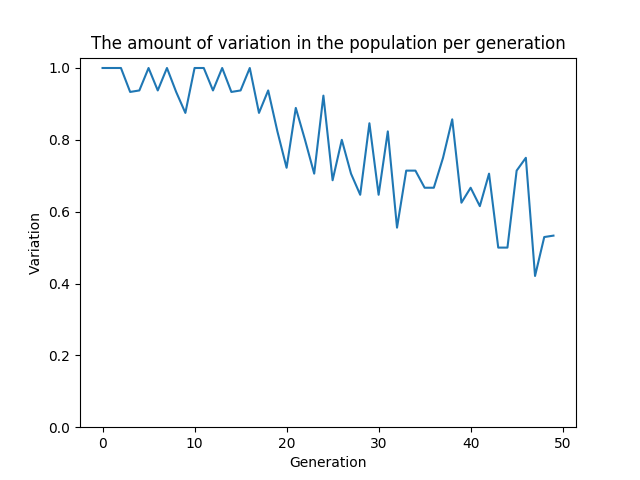 The amount of variation in the population per generation
1.0
0.8
0.6
0.4
0.2
0.0
Variation
0 10 20 30 40 50
Generation